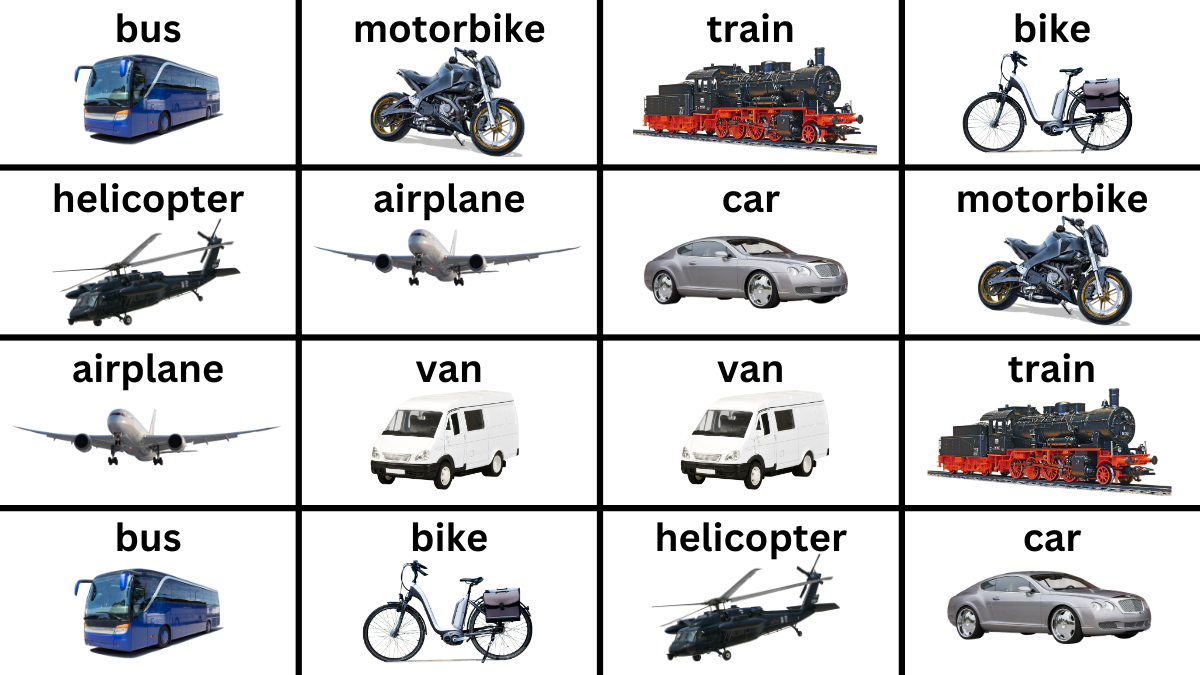 bus
motorbike
train
bike
helicopter
airplane
car
motorbike
airplane
van
van
train
bus
bike
helicopter
car